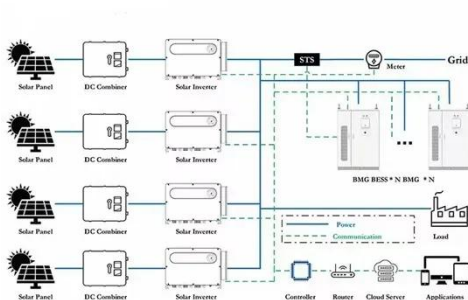 STS
Meter
Grid
Solar Panel
DC Combiner
Solar Inverter
Solar Panel
DC Combiner
Solar Inverter
BMG BESS * N BMG * N
Solar Panel
DC Combiner
Solar Inverter
Power
Communication
Load
Solar Panel
DC Combiner
Solar Inverter
Controller
Router
Cloud Server
Applications